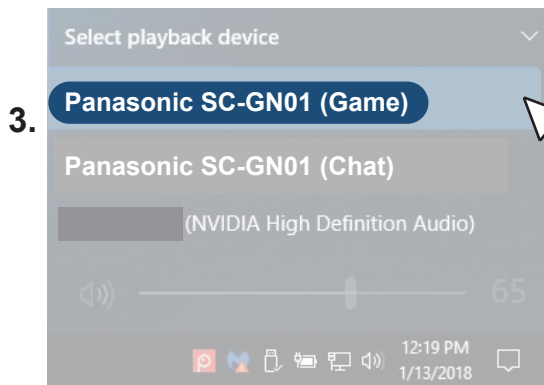 3.
Select playback device
Panasonic SC-GN01 (Game)
Panasonic SC-GN01 (Chat)
(NVIDIA High Definition Audio)
65
12:19 PM
1/13/2018